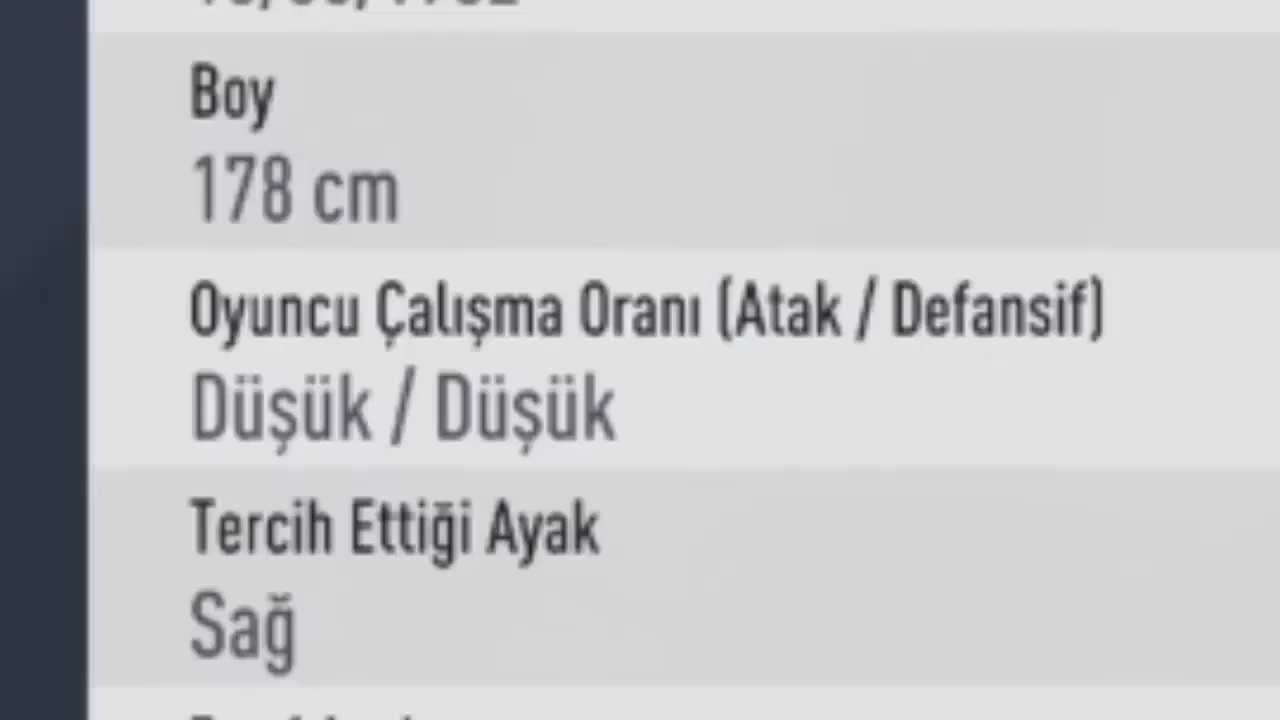 Boy
178 cm
Oyuncu Çalışma Oranı (Atak / Defansif)
Düşük / Düşük
Tercih Ettiği Ayak
Sağ